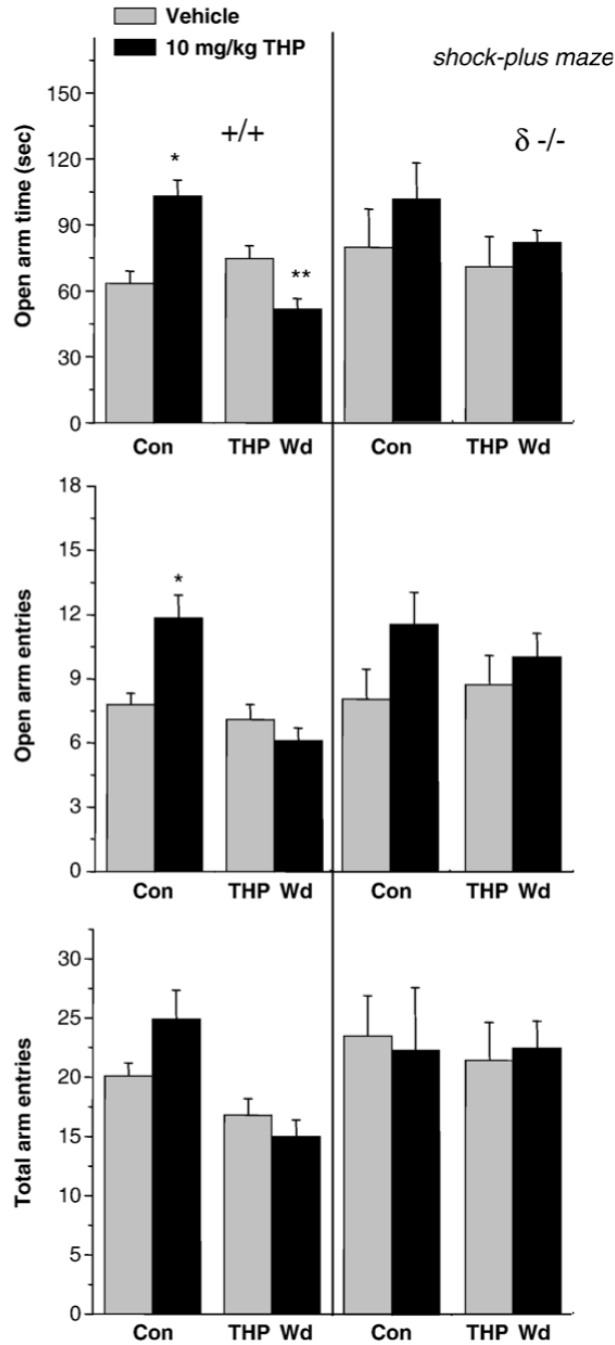 Vehicle
10 mg/kg THP
shock-plus maze
+/+
δ -/-
Open arm time (sec)
150
120
90
60
30
0
*
**
Con
THP Wd
Con
THP Wd
Open arm entries
18
15
12
9
6
3
0
*
Con
THP Wd
Con
THP Wd
Total arm entries
30
25
20
15
10
5
0
Con
THP Wd
Con
THP Wd